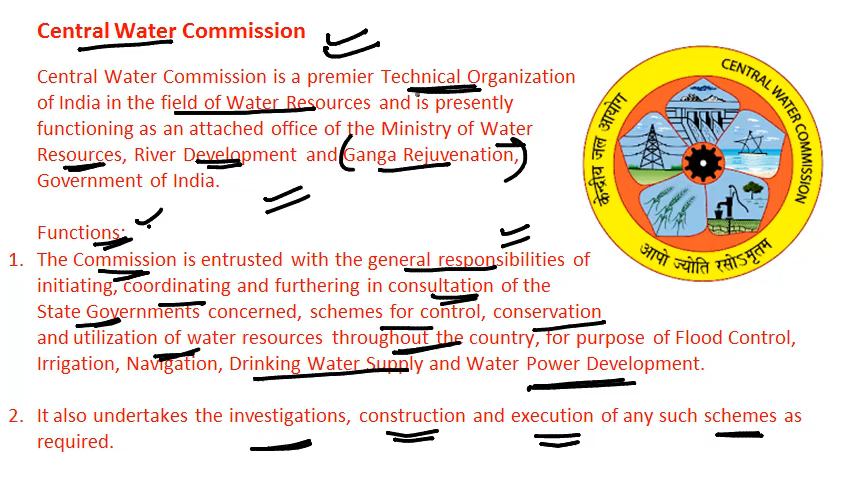 Central Water Commission
Central Water Commission is a premier Technical Organization
of India in the field of Water Resources and is presently
functioning as an attached office of the Ministry of Water
Resources, River Development and (Ganga Rejuvenation,)
Government of India.
केन्द्रीय जल आयोग
CENTRAL WATER COMMISSION
आपो ज्योति रसोऽमृतम
Functions:
1. The Commission is entrusted with the general responsibilities of
initiating, coordinating and furthering in consultation of the
State Governments concerned, schemes for control, conservation
and utilization of water resources throughout the country, for purpose of Flood Control,
Irrigation, Navigation, Drinking Water Supply and Water Power Development.
2. It also undertakes the investigations, construction and execution of any such schemes as
required.